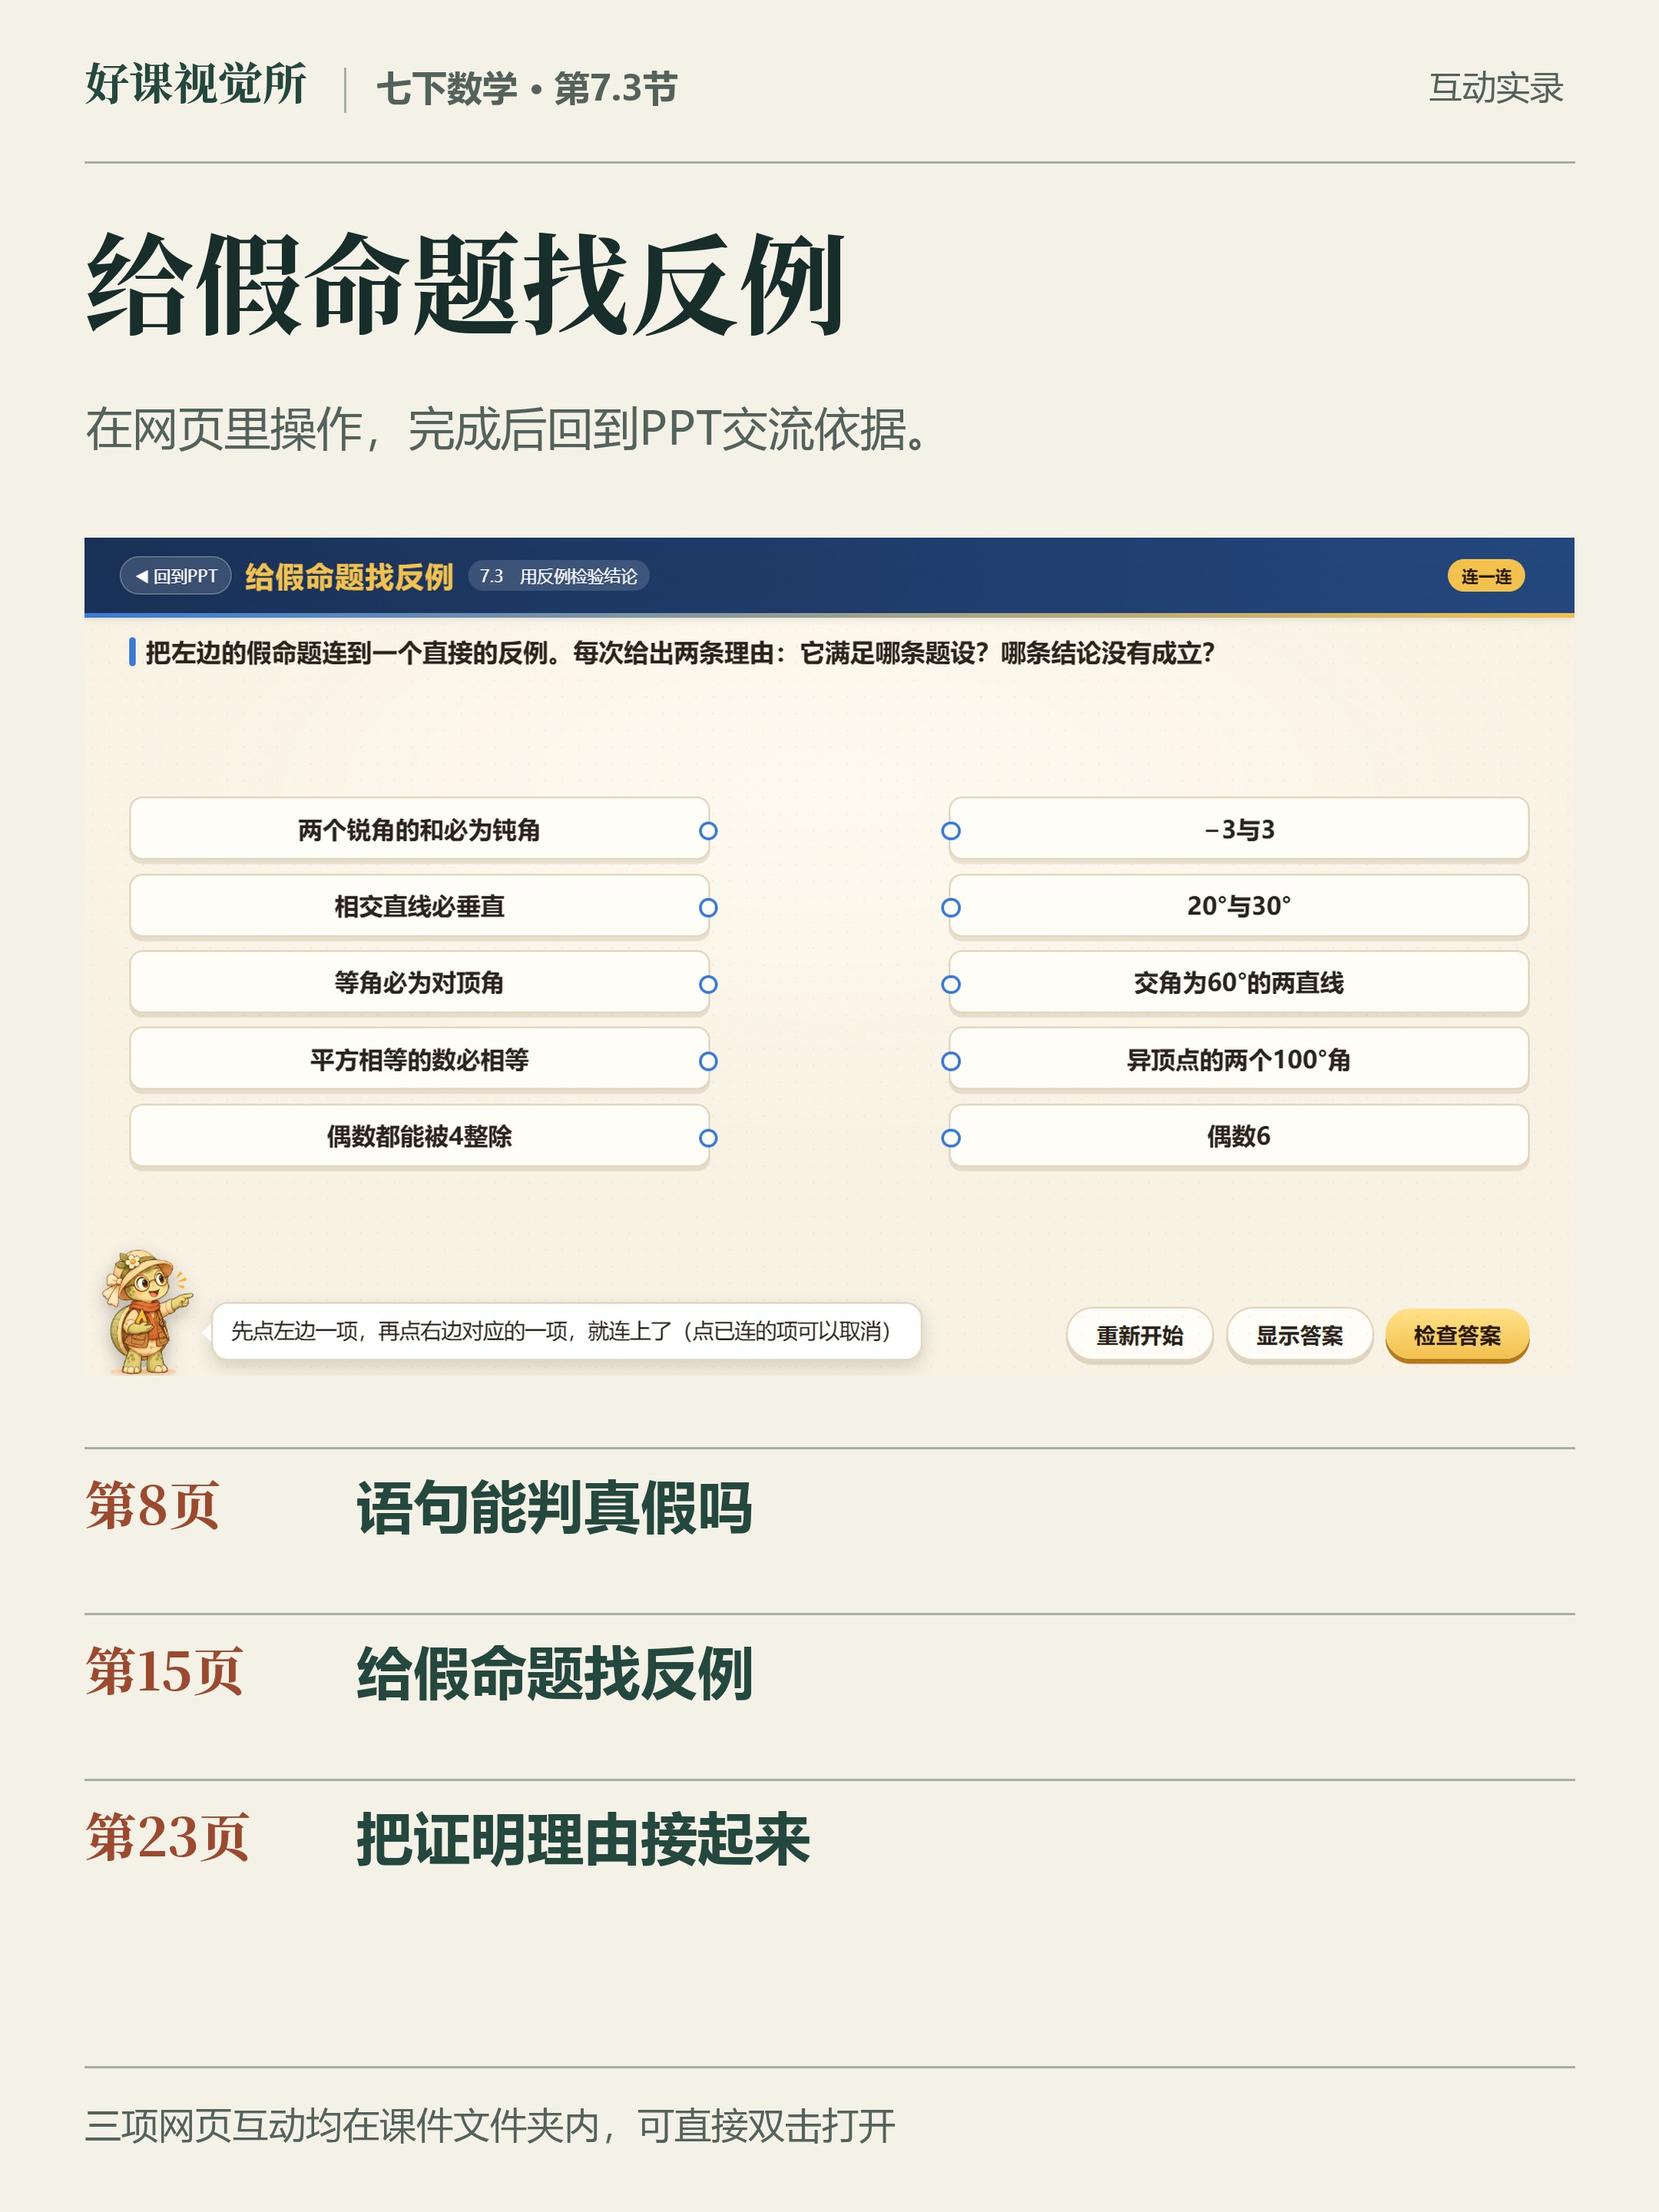 好课视觉所 七下数学·第7.3节 互动实录
给假命题找反例
在网页里操作，完成后回到PPT交流依据。
◀ 回到PPT 给假命题找反例 7.3 用反例检验结论 连一连
把左边的假命题连到一个直接的反例。每次给出两条理由：它满足哪条题设？哪条结论没有成立？
两个锐角的和必为钝角 −3与3
相交直线必垂直 20°与30°
等角必为对顶角 交角为60°的两直线
平方相等的数必相等 异顶点的两个100°角
偶数都能被4整除 偶数6
先点左边一项，再点右边对应的一项，就连上了（点已连的项可以取消） 重新开始 显示答案 检查答案
第8页 语句能判真假吗
第15页 给假命题找反例
第23页 把证明理由接起来
三项网页互动均在课件文件夹内，可直接双击打开